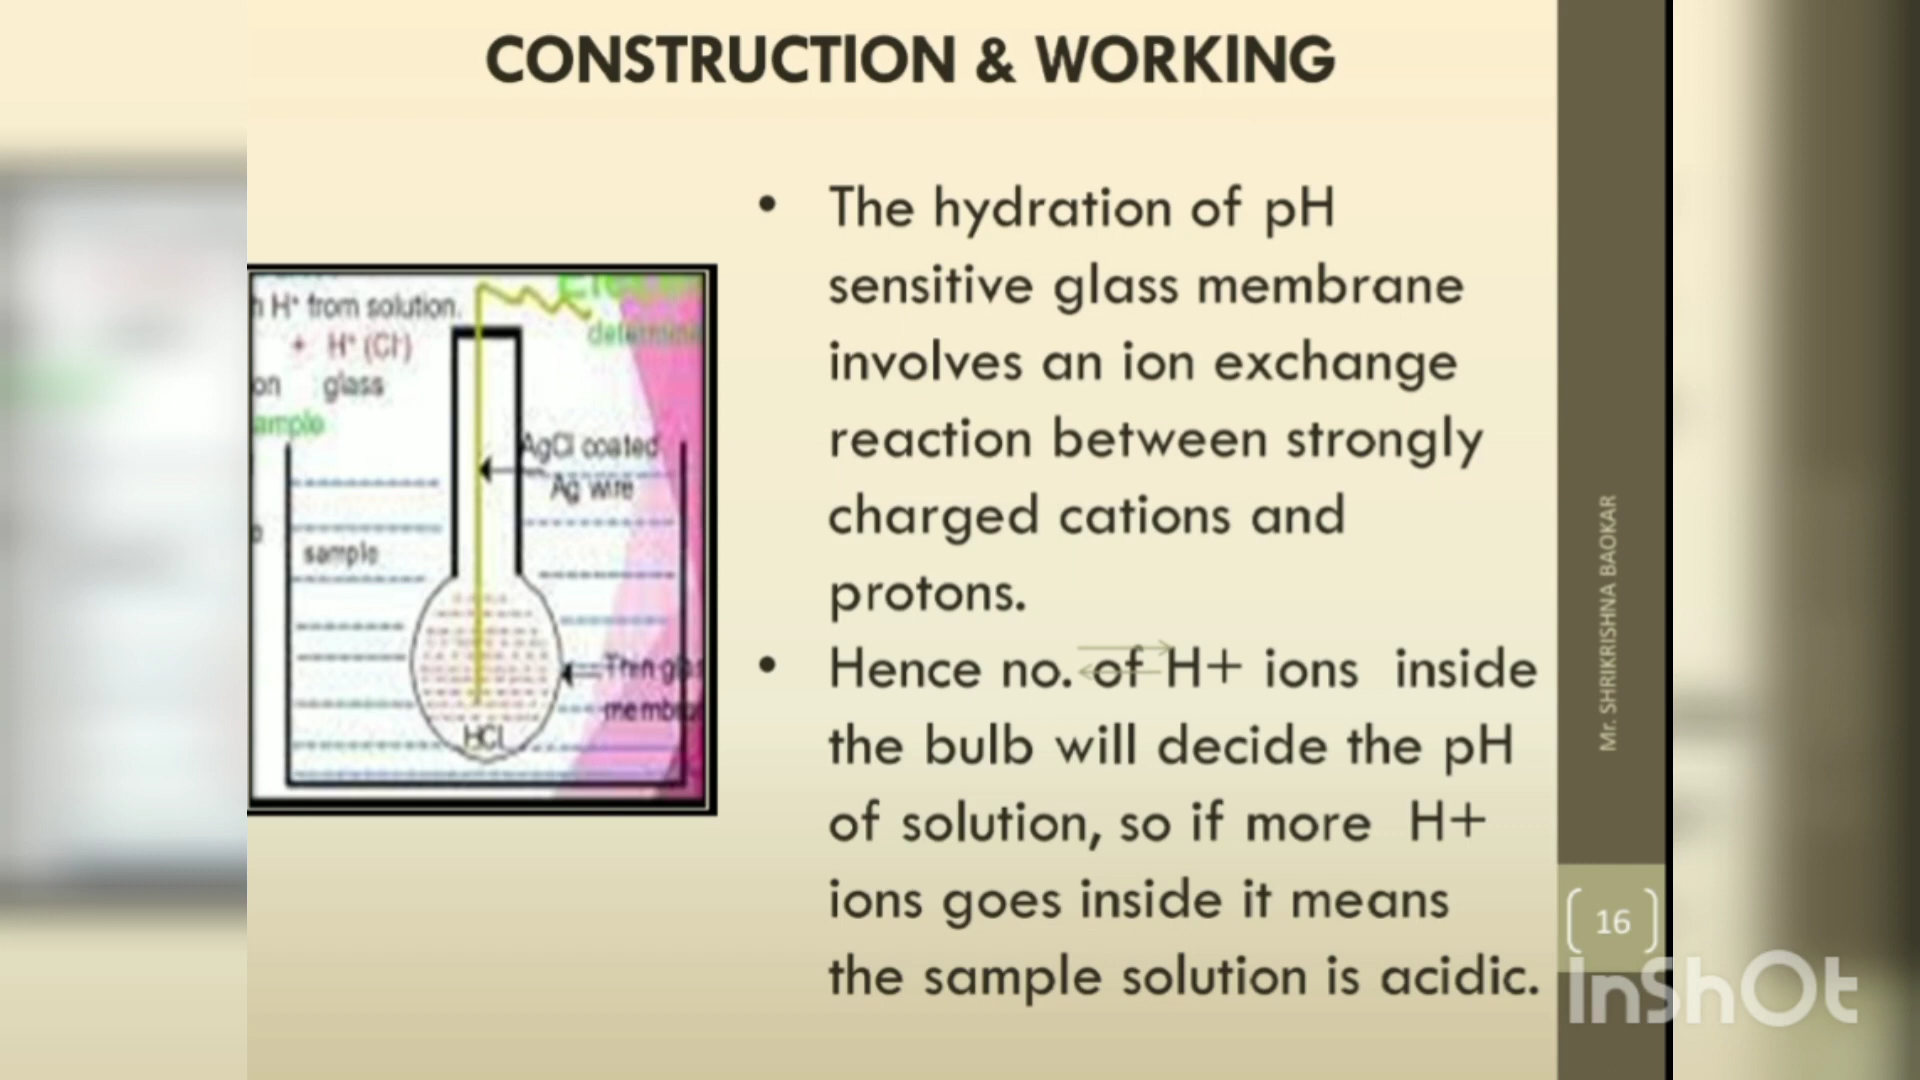 CONSTRUCTION & WORKING
H⁺ from solution.
+ H⁺ (Cl⁻)
glass
sample
AgCl coated
Ag wire
HCl
• The hydration of pH
sensitive glass membrane
involves an ion exchange
reaction between strongly
charged cations and
protons.
• Hence no. of H+ ions inside
the bulb will decide the pH
of solution, so if more H+
ions goes inside it means
the sample solution is acidic.
Mr. SHRIKRISHNA BAOKAR
16
InShOt